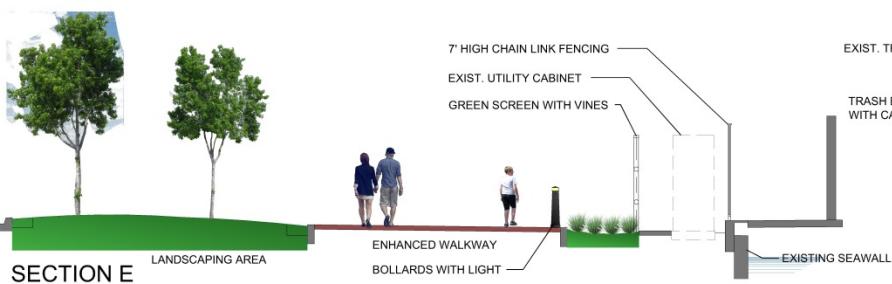 7' HIGH CHAIN LINK FENCING
EXIST. UTILITY CABINET
GREEN SCREEN WITH VINES
EXIST.
TRASH
WITH
ENHANCED WALKWAY
BOLLARDS WITH LIGHT
LANDSCAPING AREA
EXISTING SEAWALL
SECTION E